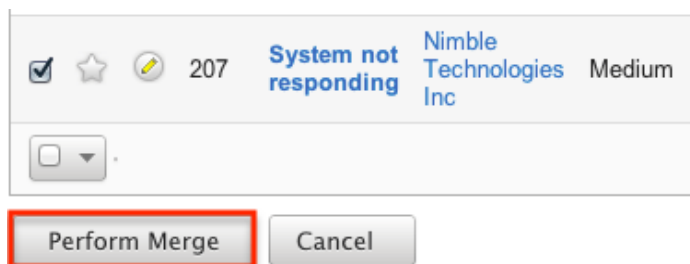 207 System not responding Nimble Technologies Inc Medium
Perform Merge Cancel